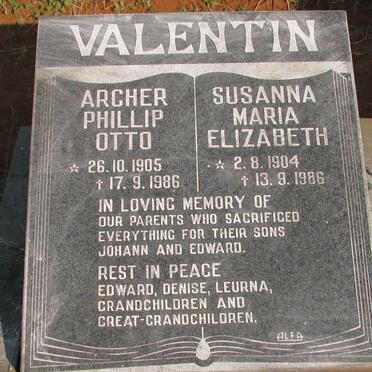 VALENTIN
ARCHER
PHILLIP
OTTO
☆ 26.10.1905
† 17.9.1986
SUSANNA
MARIA
ELIZABETH
☆ 2.8.1904
† 13.9.1986
IN LOVING MEMORY OF
OUR PARENTS WHO SACRIFICED
EVERYTHING FOR THEIR SONS
JOHANN AND EDWARD.
REST IN PEACE
EDWARD, DENISE, LEURNA,
GRANDCHILDREN AND
GREAT-GRANDCHILDREN.
ALFA